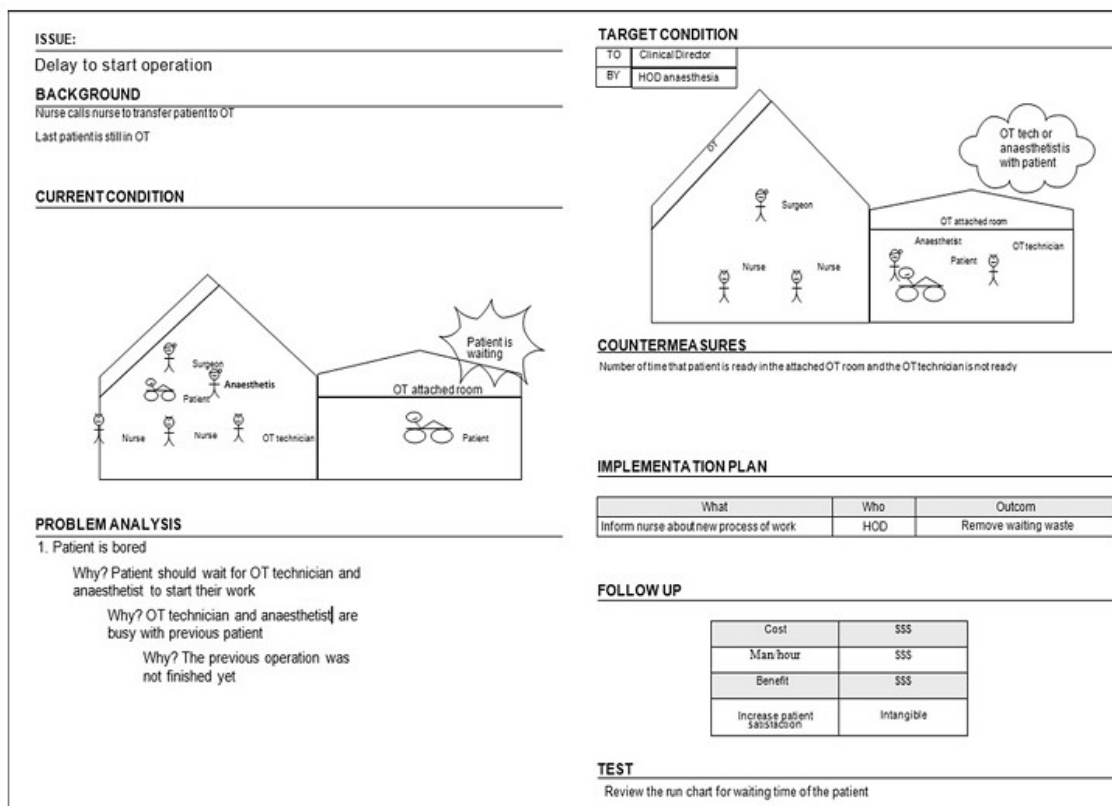 ISSUE:
Delay to start operation
BACKGROUND
Nurse calls nurse to transfer patient to OT
Last patient is still in OT
CURRENT CONDITION
Patient is
waiting
Surgeon
Anaesthetis
Patient
OT attached room
Nurse
Nurse
OT technician
Patient
PROBLEM ANALYSIS
1. Patient is bored
Why? Patient should wait for OT technician and
anaesthetist to start their work
Why? OT technician and anaesthetist are
busy with previous patient
Why? The previous operation was
not finished yet
TARGET CONDITION
TO Clinical Director
BY HOD anaesthesia
OT
OT tech or
anaesthetist is
with patient
Surgeon
OT attached room
Anaesthetist
OT technician
Patient
Nurse
Nurse
COUNTERMEASURES
Number of time that patient is ready in the attached OT room and the OT technician is not ready
IMPLEMENTATION PLAN
What Who Outcom
Inform nurse about new process of work HOD Remove waiting waste
FOLLOW UP
Cost $$$
Man/hour $$$
Benefit $$$
Increase patient Intangible
satisfaction
TEST
Review the run chart for waiting time of the patient